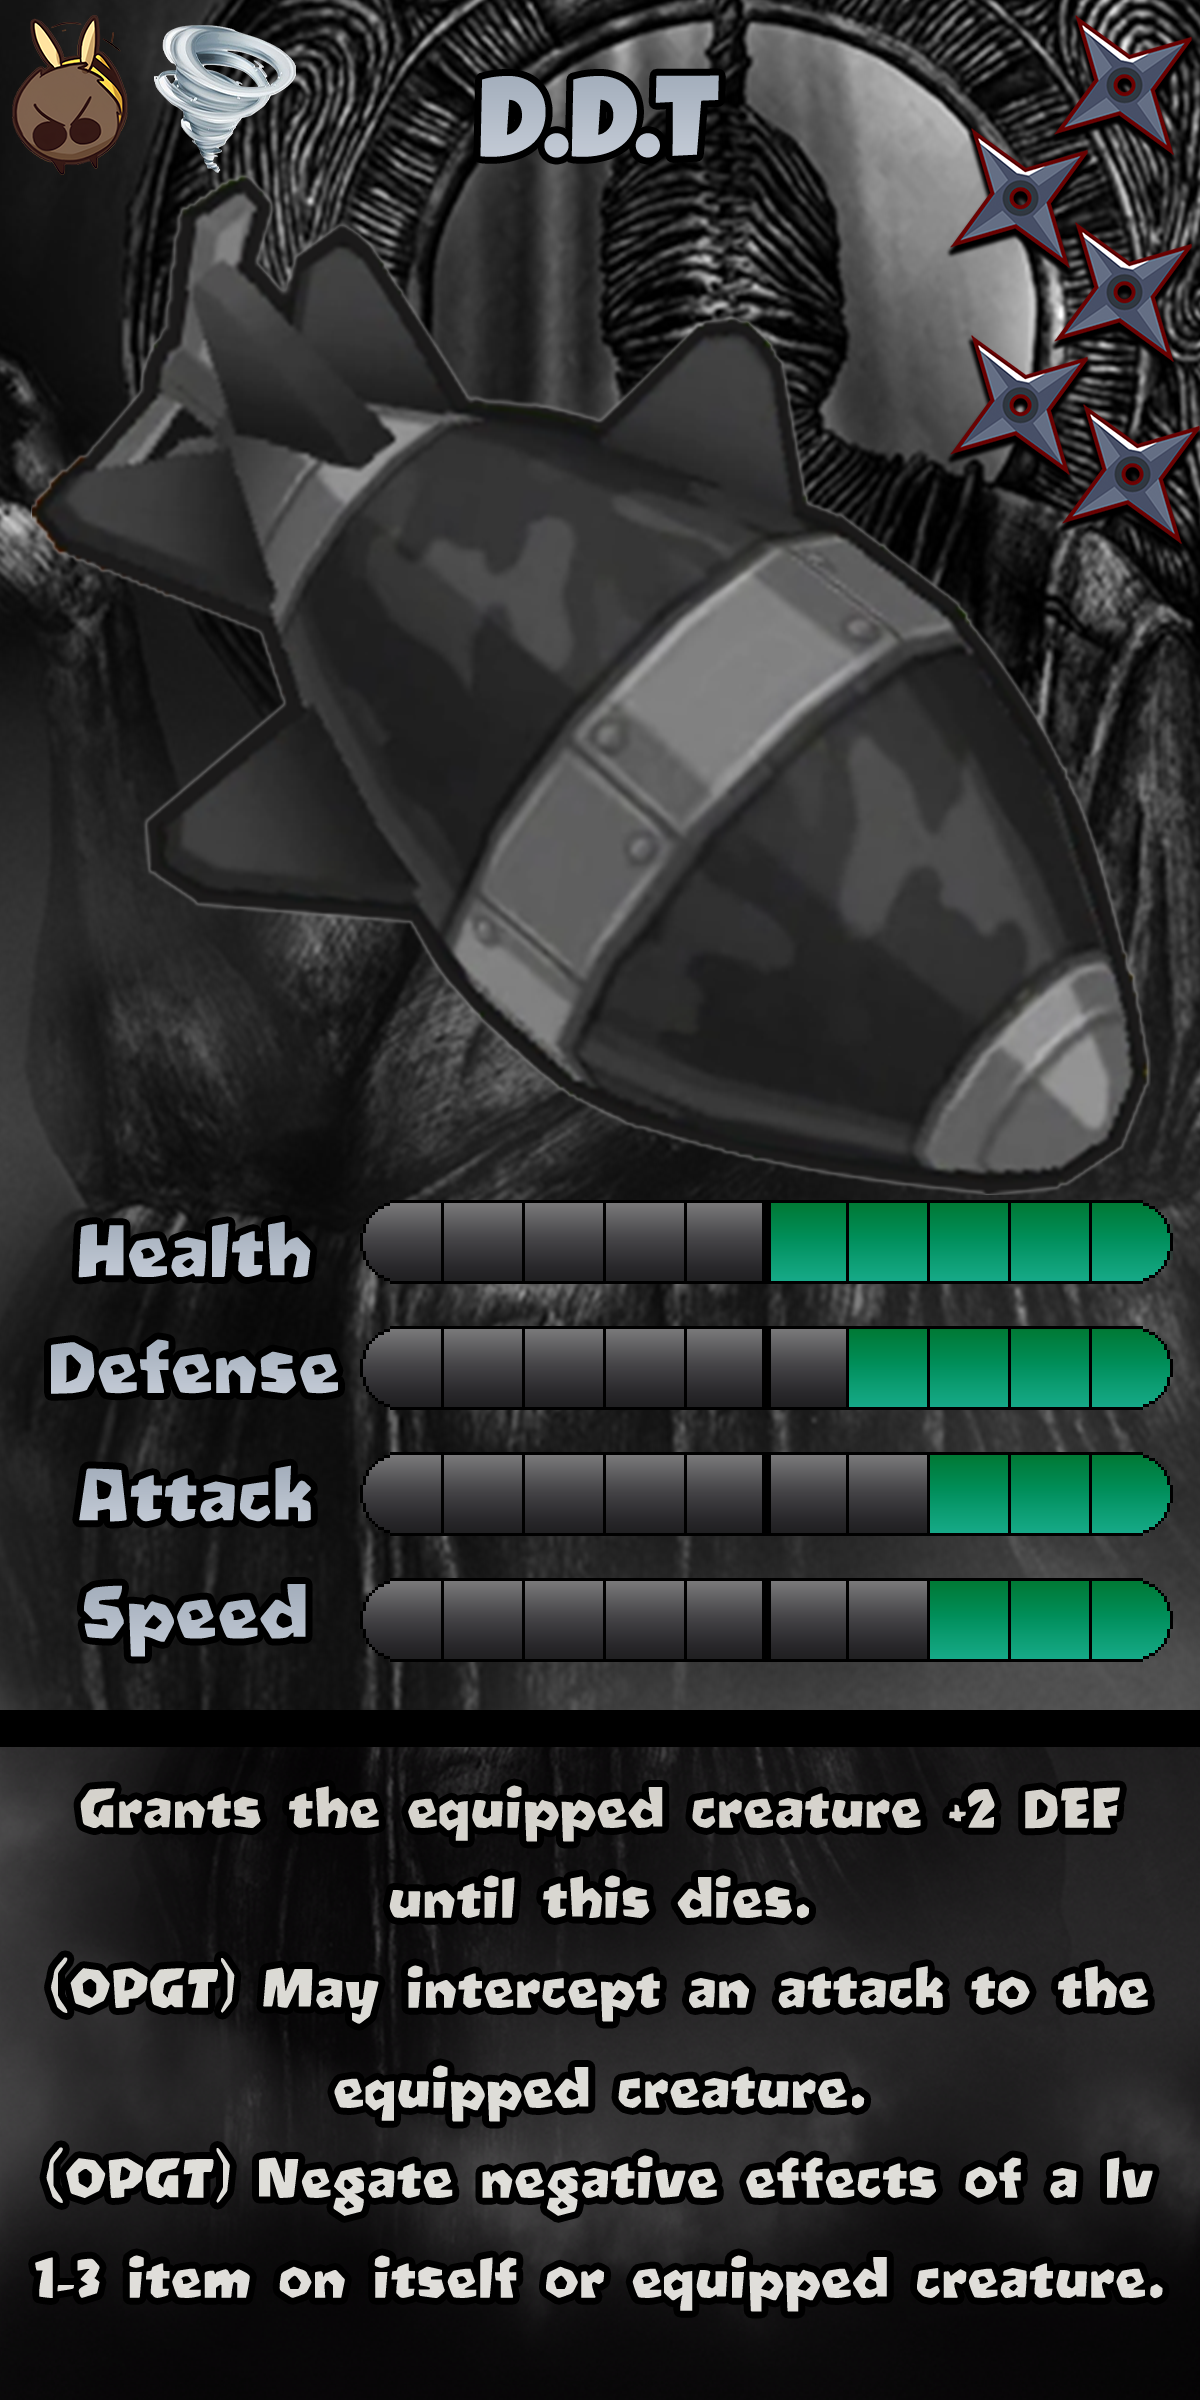 D.D.T
Health
Defense
Attack
Speed
Grants the equipped creature +2 DEF
until this dies.
(OPGT) May intercept an attack to the
equipped creature.
(OPGT) Negate negative effects of a lv
1-3 item on itself or equipped creature.